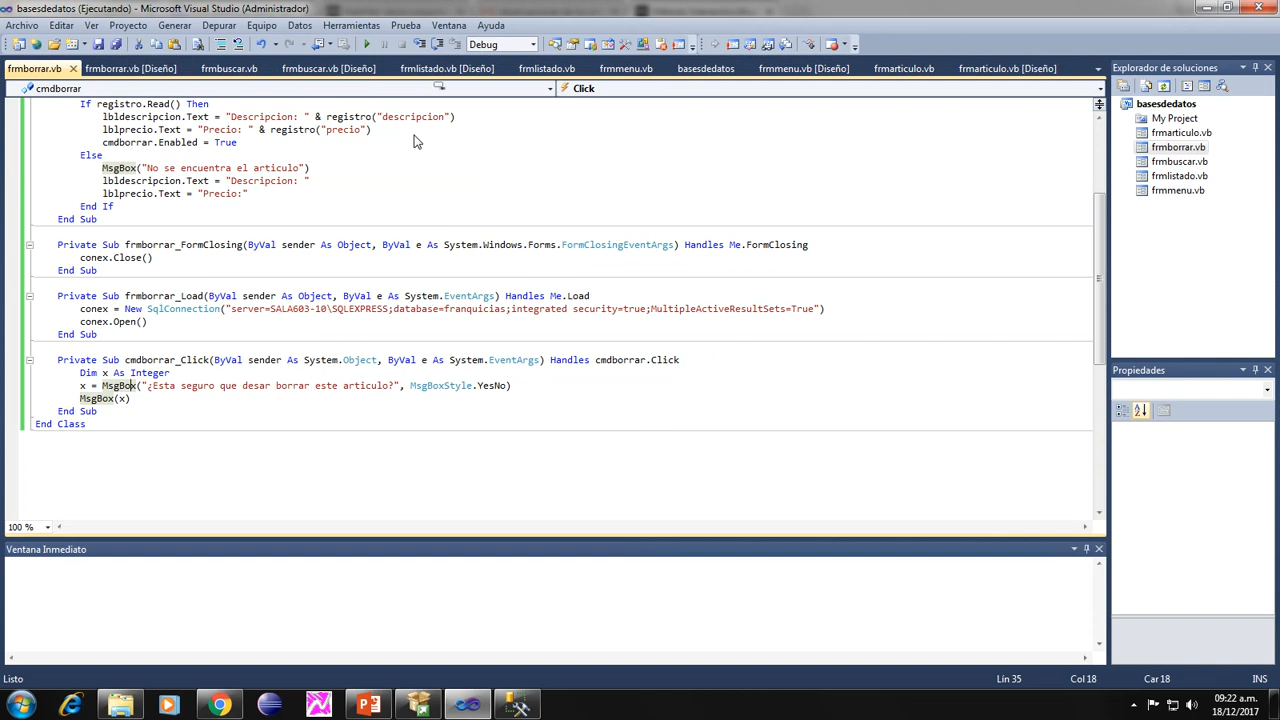 basesdedatos (Ejecutando) - Microsoft Visual Studio (Administrador)
Archivo Editar Ver Proyecto Generar Depurar Equipo Datos Herramientas Prueba Ventana Ayuda
Debug
frmborrar.vb frmborrar.vb [Diseño] frmbuscar.vb frmbuscar.vb [Diseño] frmlistado.vb [Diseño] frmlistado.vb frmmenu.vb basesdedatos frmmenu.vb [Diseño] frmarticulo.vb frmarticulo.vb [Diseño]
cmdborrar Click
If registro.Read() Then
lbldescripcion.Text = "Descripcion: " & registro("descripcion")
lblprecio.Text = "Precio: " & registro("precio")
cmdborrar.Enabled = True
Else
MsgBox("No se encuentra el articulo")
lbldescripcion.Text = "Descripcion: "
lblprecio.Text = "Precio:"
End If
End Sub
Private Sub frmborrar_FormClosing(ByVal sender As Object, ByVal e As System.Windows.Forms.FormClosingEventArgs) Handles Me.FormClosing
conex.Close()
End Sub
Private Sub frmborrar_Load(ByVal sender As Object, ByVal e As System.EventArgs) Handles Me.Load
conex = New SqlConnection("server=SALA603-10\SQLEXPRESS;database=franquicias;integrated security=true;MultipleActiveResultSets=True")
conex.Open()
End Sub
Private Sub cmdborrar_Click(ByVal sender As System.Object, ByVal e As System.EventArgs) Handles cmdborrar.Click
Dim x As Integer
x = MsgBox("¿Esta seguro que desar borrar este articulo?", MsgBoxStyle.YesNo)
MsgBox(x)
End Sub
End Class
100 %
Ventana Inmediato
Explorador de soluciones
basesdedatos
My Project
frmarticulo.vb
frmborrar.vb
frmbuscar.vb
frmlistado.vb
frmmenu.vb
Propiedades
Listo Lín 35 Col 18 Car 18 INS
09:22 a.m.
18/12/2017